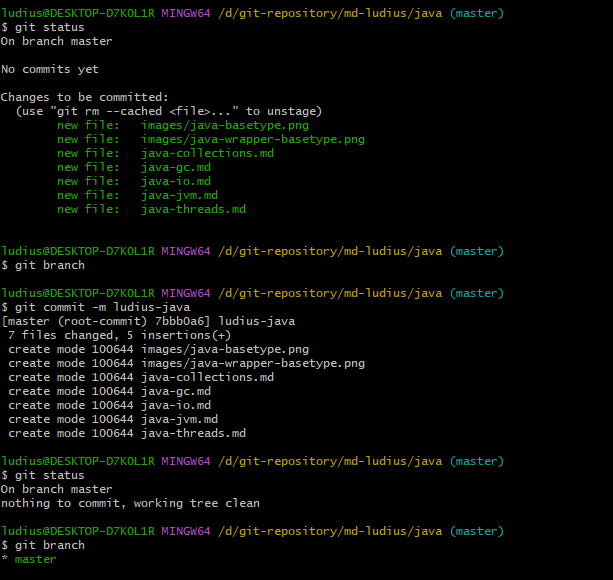 ludius@DESKTOP-D7KOL1R MINGW64 /d/git-repository/md-ludius/java (master)
$ git status
On branch master
No commits yet
Changes to be committed:
(use "git rm --cached <file>..." to unstage)
new file: images/java-basetype.png
new file: images/java-wrapper-basetype.png
new file: java-collections.md
new file: java-gc.md
new file: java-io.md
new file: java-jvm.md
new file: java-threads.md
ludius@DESKTOP-D7KOL1R MINGW64 /d/git-repository/md-ludius/java (master)
$ git branch
ludius@DESKTOP-D7KOL1R MINGW64 /d/git-repository/md-ludius/java (master)
$ git commit -m ludius-java
[master (root-commit) 7bbb0a6] ludius-java
7 files changed, 5 insertions(+)
create mode 100644 images/java-basetype.png
create mode 100644 images/java-wrapper-basetype.png
create mode 100644 java-collections.md
create mode 100644 java-gc.md
create mode 100644 java-io.md
create mode 100644 java-jvm.md
create mode 100644 java-threads.md
ludius@DESKTOP-D7KOL1R MINGW64 /d/git-repository/md-ludius/java (master)
$ git status
On branch master
nothing to commit, working tree clean
ludius@DESKTOP-D7KOL1R MINGW64 /d/git-repository/md-ludius/java (master)
$ git branch
* master